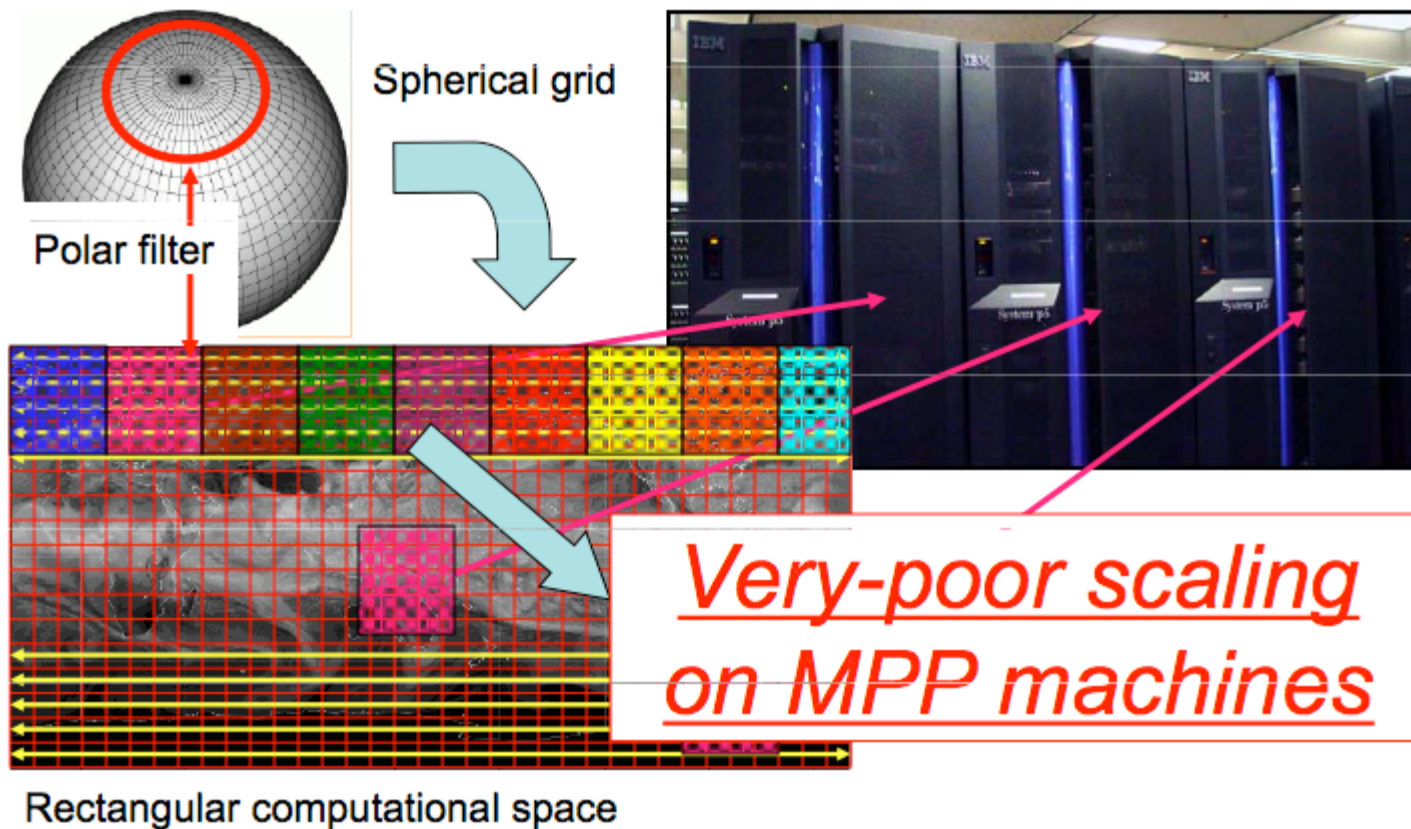 Spherical grid
Polar filter
IBM
IBM
IBM
System p5
System p5
System p5
Very-poor scaling
on MPP machines
Rectangular computational space